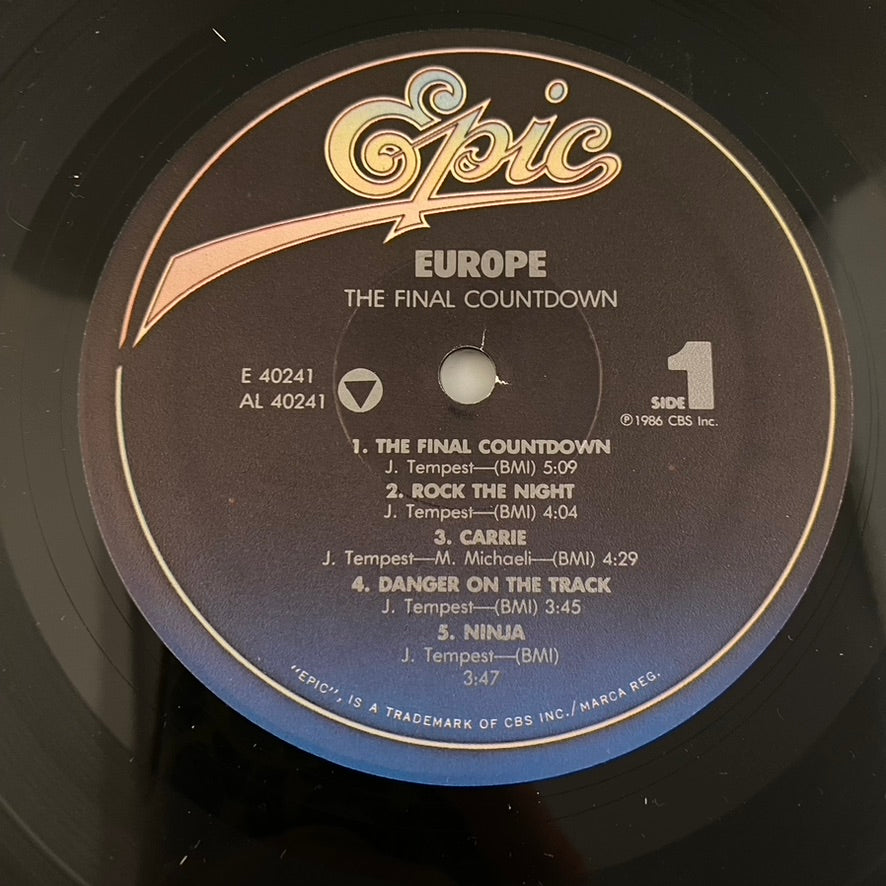 Epic
EUROPE
THE FINAL COUNTDOWN
E 40241
AL 40241
SIDE 1
Ⓟ1986 CBS Inc.
1. THE FINAL COUNTDOWN
J. Tempest—(BMI) 5:09
2. ROCK THE NIGHT
J. Tempest—(BMI) 4:04
3. CARRIE
J. Tempest—M. Michaeli—(BMI) 4:29
4. DANGER ON THE TRACK
J. Tempest—(BMI) 3:45
5. NINJA
J. Tempest—(BMI)
3:47
"EPIC", IS A TRADEMARK OF CBS INC./MARCA REG.